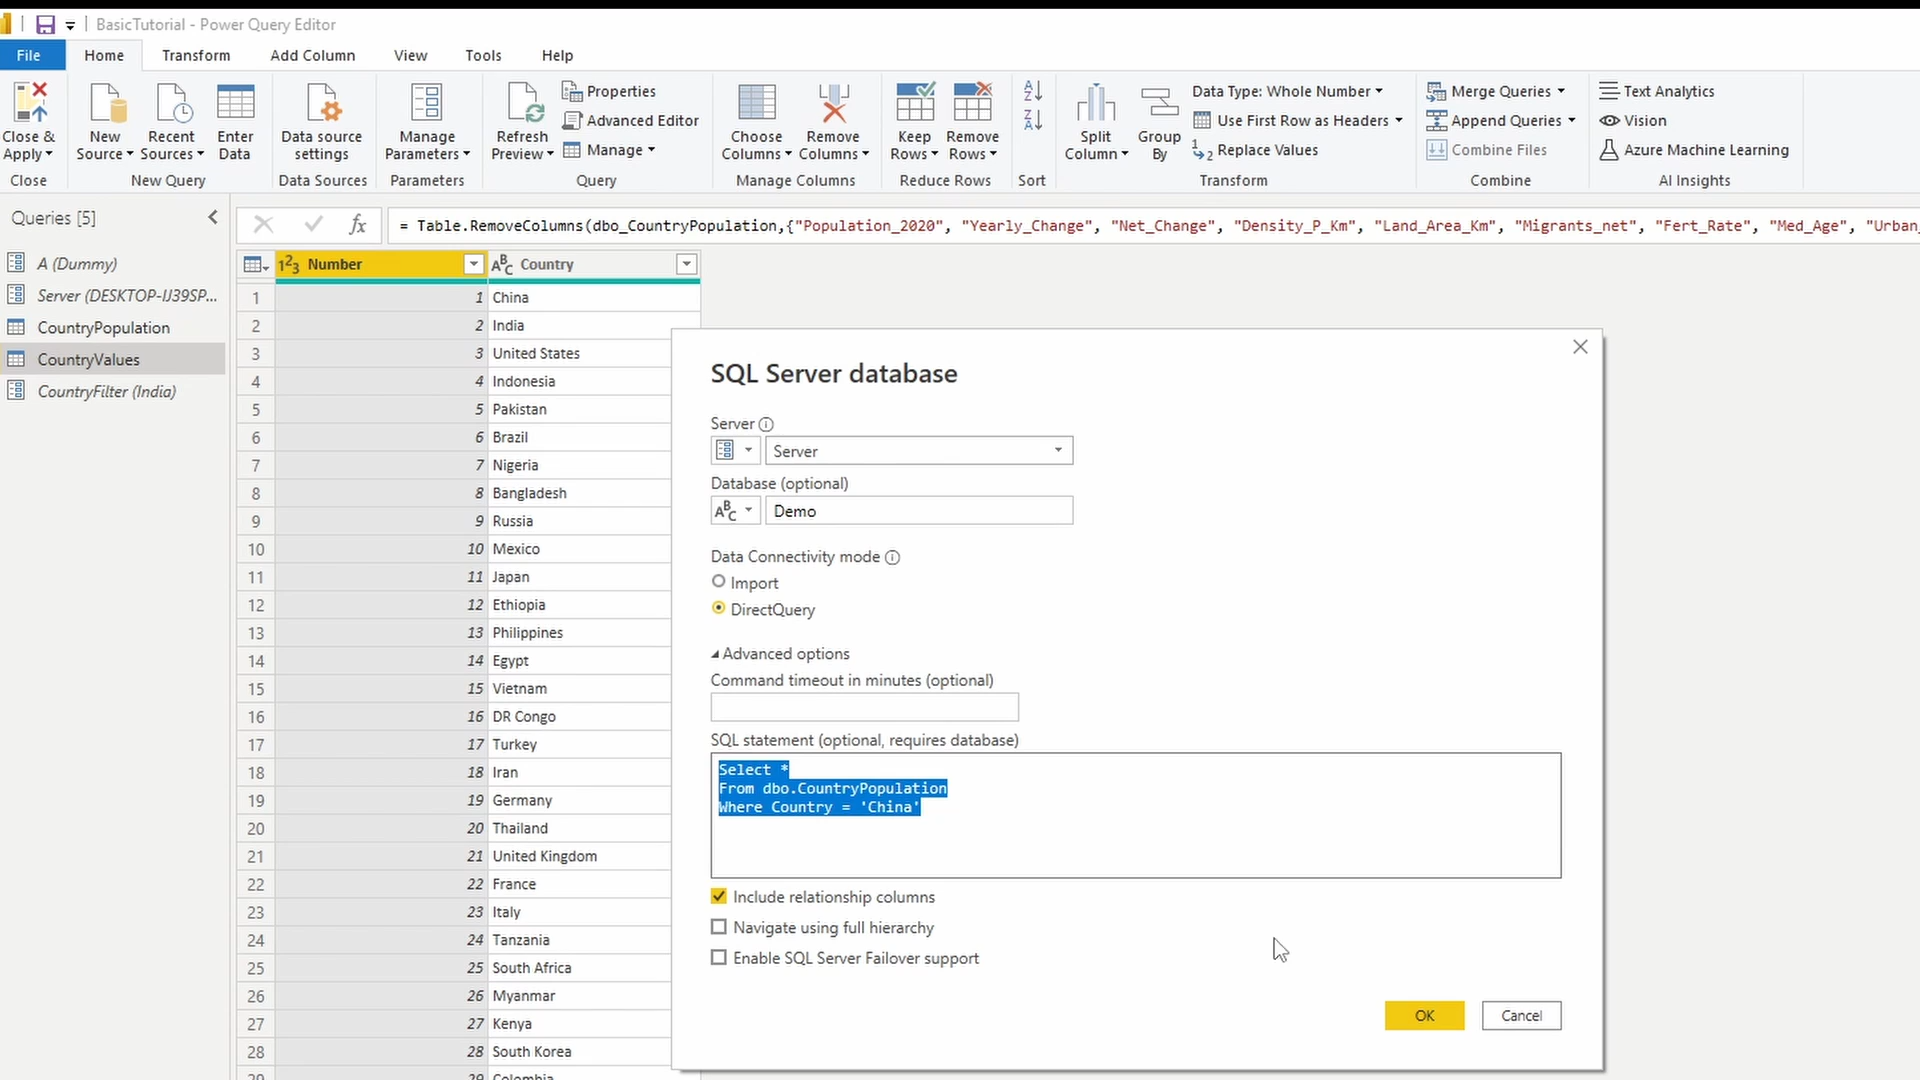 BasicTutorial - Power Query Editor
File Home Transform Add Column View Tools Help
Close & Apply
Close
New Source
Recent Sources
Enter Data
New Query
Data source settings
Data Sources
Manage Parameters
Parameters
Refresh Preview
Properties
Advanced Editor
Manage
Query
Choose Columns
Remove Columns
Manage Columns
Keep Rows
Remove Rows
Reduce Rows
Sort
Split Column
Group By
Data Type: Whole Number
Use First Row as Headers
Replace Values
Transform
Merge Queries
Append Queries
Combine Files
Combine
Text Analytics
Vision
Azure Machine Learning
AI Insights
Queries [5]
A (Dummy)
Server (DESKTOP-IJ39SP...
CountryPopulation
CountryValues
CountryFilter (India)
fx
= Table.RemoveColumns(dbo_CountryPopulation,{"Population_2020", "Yearly_Change", "Net_Change", "Density_P_Km", "Land_Area_Km", "Migrants_net", "Fert_Rate", "Med_Age", "Urban_
123 Number ABC Country
1 1 China
2 2 India
3 3 United States
4 4 Indonesia
5 5 Pakistan
6 6 Brazil
7 7 Nigeria
8 8 Bangladesh
9 9 Russia
10 10 Mexico
11 11 Japan
12 12 Ethiopia
13 13 Philippines
14 14 Egypt
15 15 Vietnam
16 16 DR Congo
17 17 Turkey
18 18 Iran
19 19 Germany
20 20 Thailand
21 21 United Kingdom
22 22 France
23 23 Italy
24 24 Tanzania
25 25 South Africa
26 26 Myanmar
27 27 Kenya
28 28 South Korea
29 29 Colombia
SQL Server database
Server
Server
Database (optional)
ABC Demo
Data Connectivity mode
Import
DirectQuery
Advanced options
Command timeout in minutes (optional)
SQL statement (optional, requires database)
Select *
From dbo.CountryPopulation
Where Country = 'China'
Include relationship columns
Navigate using full hierarchy
Enable SQL Server Failover support
OK Cancel